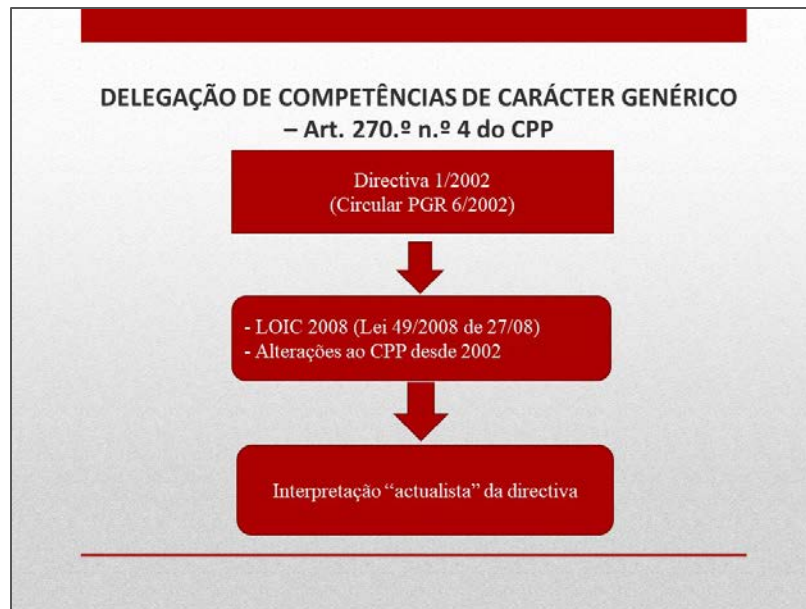 DELEGAÇÃO DE COMPETÊNCIAS DE CARÁCTER GENÉRICO
– Art. 270.º n.º 4 do CPP
Directiva 1/2002
(Circular PGR 6/2002)
- LOIC 2008 (Lei 49/2008 de 27/08)
- Alterações ao CPP desde 2002
Interpretação “actualista” da directiva